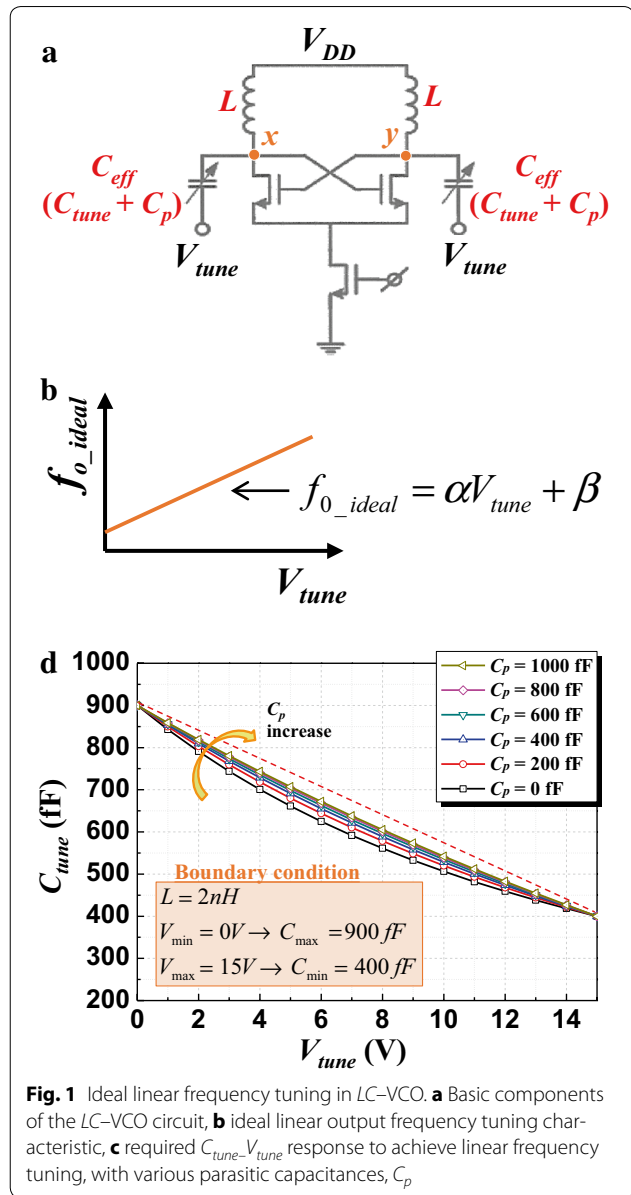 a
V_DD
L
L
x
y
C_eff
(C_tune + C_p)
C_eff
(C_tune + C_p)
V_tune
V_tune
b
f_o_ideal
f_0_ideal = αV_tune + β
V_tune
d
1000
900
800
700
600
500
400
300
200
C_tune (fF)
C_p
increase
C_p = 1000 fF
C_p = 800 fF
C_p = 600 fF
C_p = 400 fF
C_p = 200 fF
C_p = 0 fF
Boundary condition
L = 2nH
V_min = 0V → C_max = 900 fF
V_max = 15V → C_min = 400 fF
0 2 4 6 8 10 12 14
V_tune (V)
Fig. 1 Ideal linear frequency tuning in LC–VCO. a Basic components
of the LC–VCO circuit, b ideal linear output frequency tuning char-
acteristic, c required C_tune_V_tune response to achieve linear frequency
tuning, with various parasitic capacitances, C_p